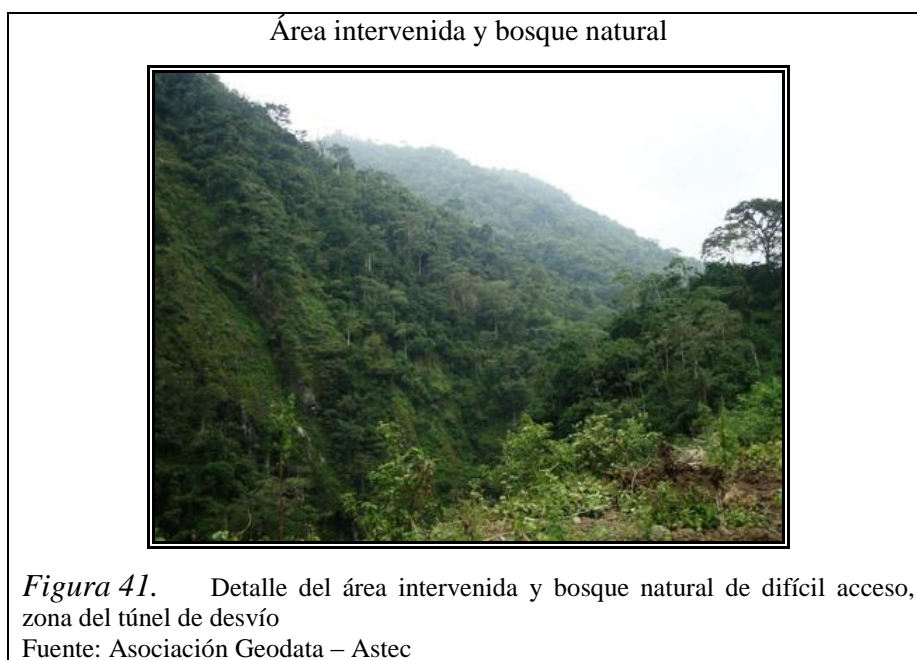 Área intervenida y bosque natural
Figura 41. Detalle del área intervenida y bosque natural de difícil acceso,
zona del túnel de desvío
Fuente: Asociación Geodata – Astec